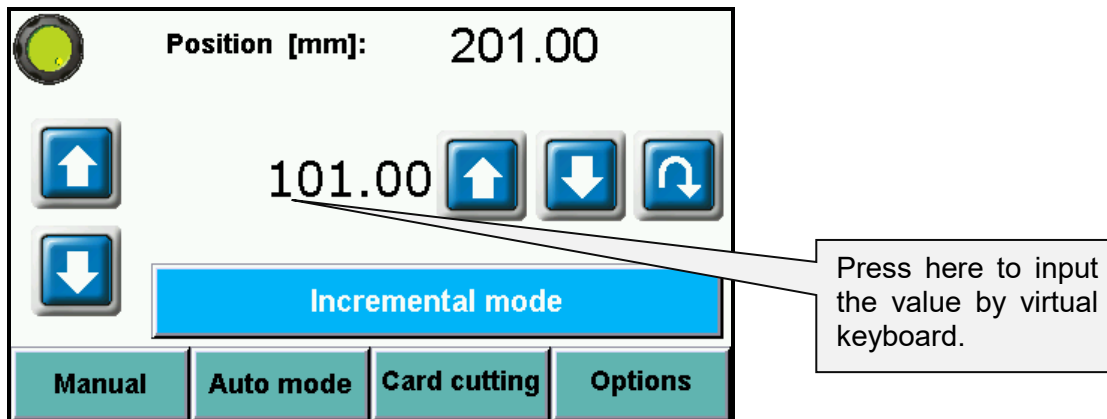 Position [mm]: 201.00
101.00
Incremental mode
Manual Auto mode Card cutting Options
Press here to input
the value by virtual
keyboard.